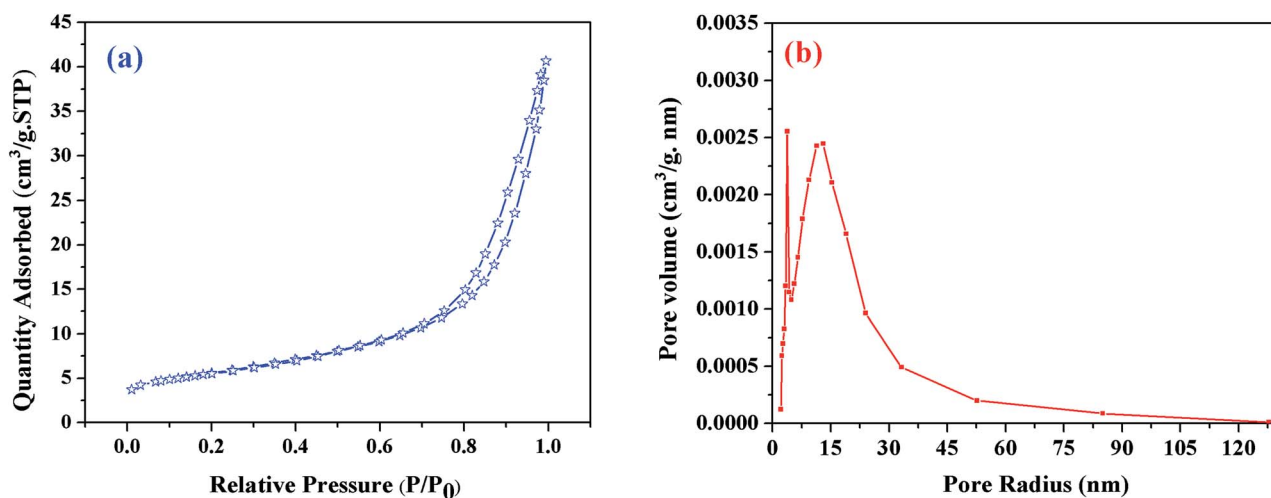 (a)
Quantity Adsorbed (cm³/g.STP)
45
40
35
30
25
20
15
10
5
0
0.0 0.2 0.4 0.6 0.8 1.0
Relative Pressure (P/P₀)
(b)
Pore volume (cm³/g. nm)
0.0035
0.0030
0.0025
0.0020
0.0015
0.0010
0.0005
0.0000
0 15 30 45 60 75 90 105 120
Pore Radius (nm)